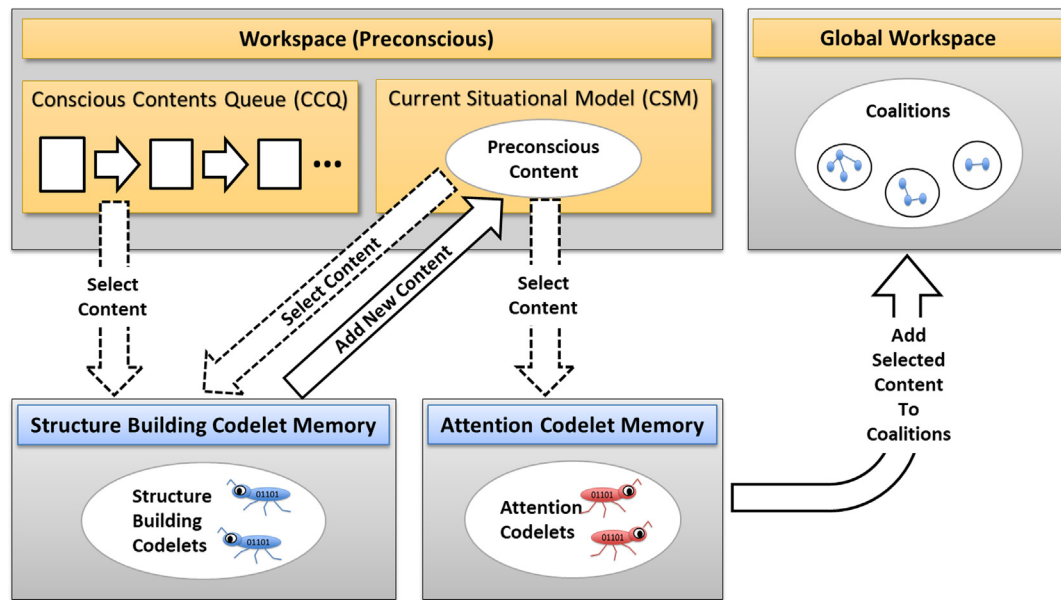 Workspace (Preconscious)
Global Workspace
Conscious Contents Queue (CCQ)
Current Situational Model (CSM)
Preconscious
Content
Coalitions
Select
Content
Select Content
Add New Content
Select
Content
Add
Selected
Content
To
Coalitions
Structure Building Codelet Memory
Structure
Building
Codelets
01101
01101
Attention Codelet Memory
Attention
Codelets
01101
01101